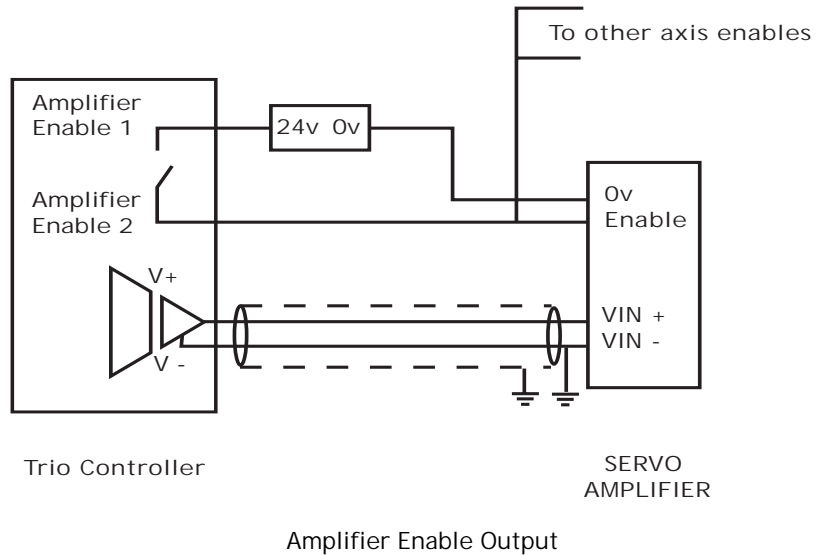 To other axis enables
Amplifier
Enable 1
24v 0v
Amplifier
Enable 2
0v
Enable
V+
V -
VIN +
VIN -
Trio Controller
SERVO
AMPLIFIER
Amplifier Enable Output